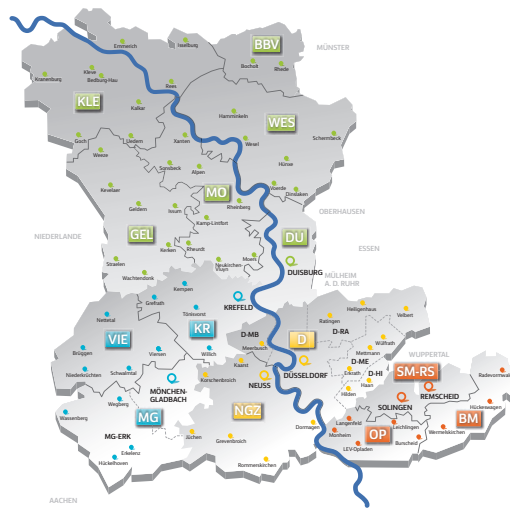 Emmerich
Isselburg
BBV
MÜNSTER
Bocholt
Rhede
Kleve
Kranenburg
Bedburg-Hau
Rees
KLE
Kalkar
Hamminkeln
WES
Goch
Uedem
Xanten
Wesel
Schermbeck
Weeze
Sonsbeck
Alpen
Hünxe
Kevelaer
MO
Voerde
Dinslaken
Geldern
Issum
Rheinberg
OBERHAUSEN
Kamp-Lintfort
NIEDERLANDE
GEL
DU
Kerken
Rheurdt
ESSEN
Straelen
Neukirchen-
Vluyn
Moers
DUISBURG
Wachtendonk
MÜLHEIM
A. D. RUHR
Kempen
Grefrath
KREFELD
Tönisvorst
Heiligenhaus
Velbert
Nettetal
Ratingen
VIE
KR
D-MB
D-RA
D
Meerbusch
Wülfrath
Brüggen
Viersen
Willich
Mettmann
WUPPERTAL
Kaarst
D-ME
Niederkrüchten
Schwalmtal
Korschenbroich
NEUSS
DÜSSELDORF
Erkrath
D-HI
SM-RS
Radevormwald
MÖNCHEN-
GLADBACH
Haan
Hilden
REMSCHEID
Wegberg
NGZ
SOLINGEN
Hückeswagen
Wassenberg
MG
BM
Langenfeld
Leichlingen
Wermelskirchen
MG-ERK
Jüchen
Grevenbroich
Dormagen
Monheim
OP
Burscheid
Erkelenz
LEV-Opladen
Hückelhoven
Rommerskirchen
AACHEN